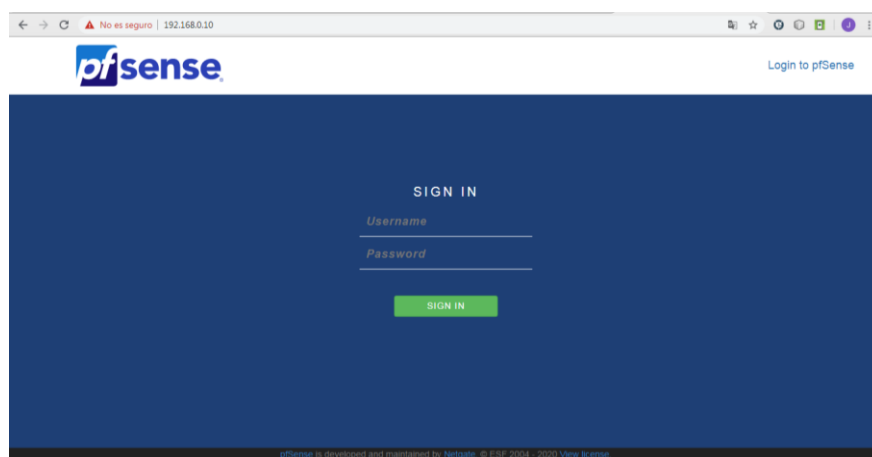 No es seguro | 192.168.0.10
pfsense
Login to pfSense
SIGN IN
Username
Password
SIGN IN
pfSense is developed and maintained by Netgate. © ESF 2004 - 2020 View license.